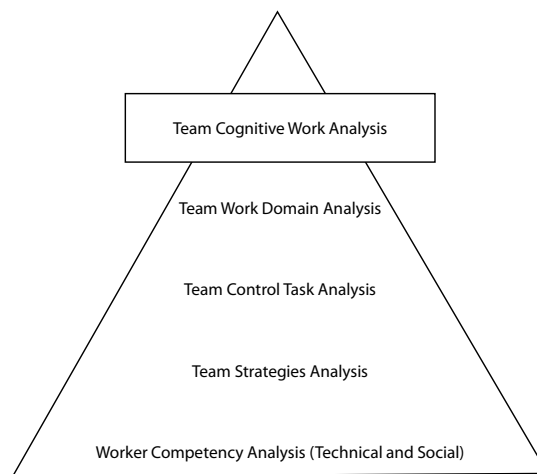 Team Cognitive Work Analysis
Team Work Domain Analysis
Team Control Task Analysis
Team Strategies Analysis
Worker Competency Analysis (Technical and Social)